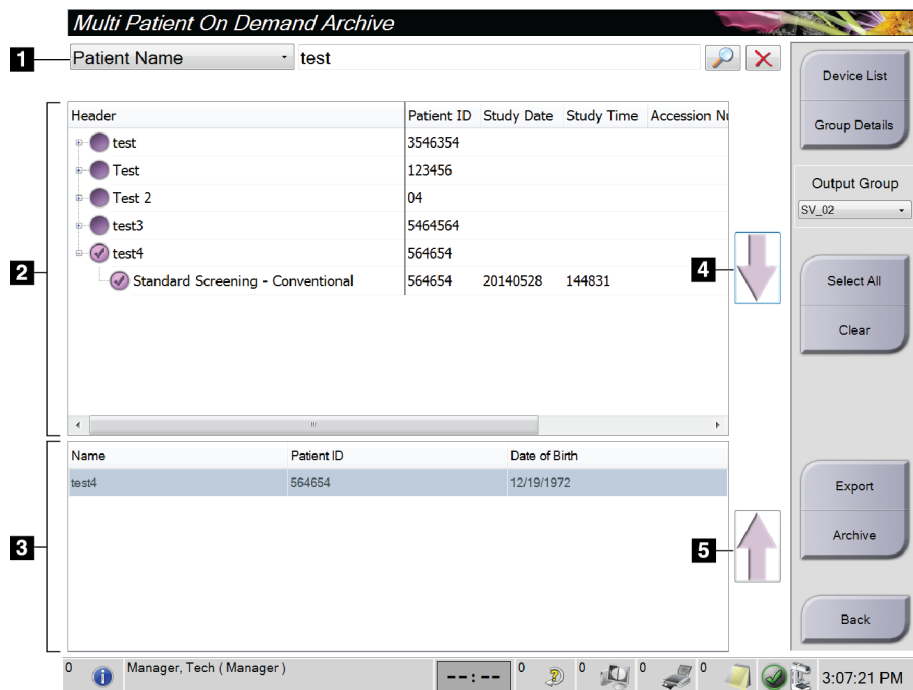 Multi Patient On Demand Archive
1 Patient Name test
Device List
Group Details
Output Group
SV_02
Select All
Clear
Export
Archive
Back
2
Header Patient ID Study Date Study Time Accession Nu
test 3546354
Test 123456
Test 2 04
test3 5464564
test4 564654
Standard Screening - Conventional 564654 20140528 144831
4
3
Name Patient ID Date of Birth
test4 564654 12/19/1972
5
0 Manager, Tech ( Manager ) --:-- 0 0 0 0 3:07:21 PM